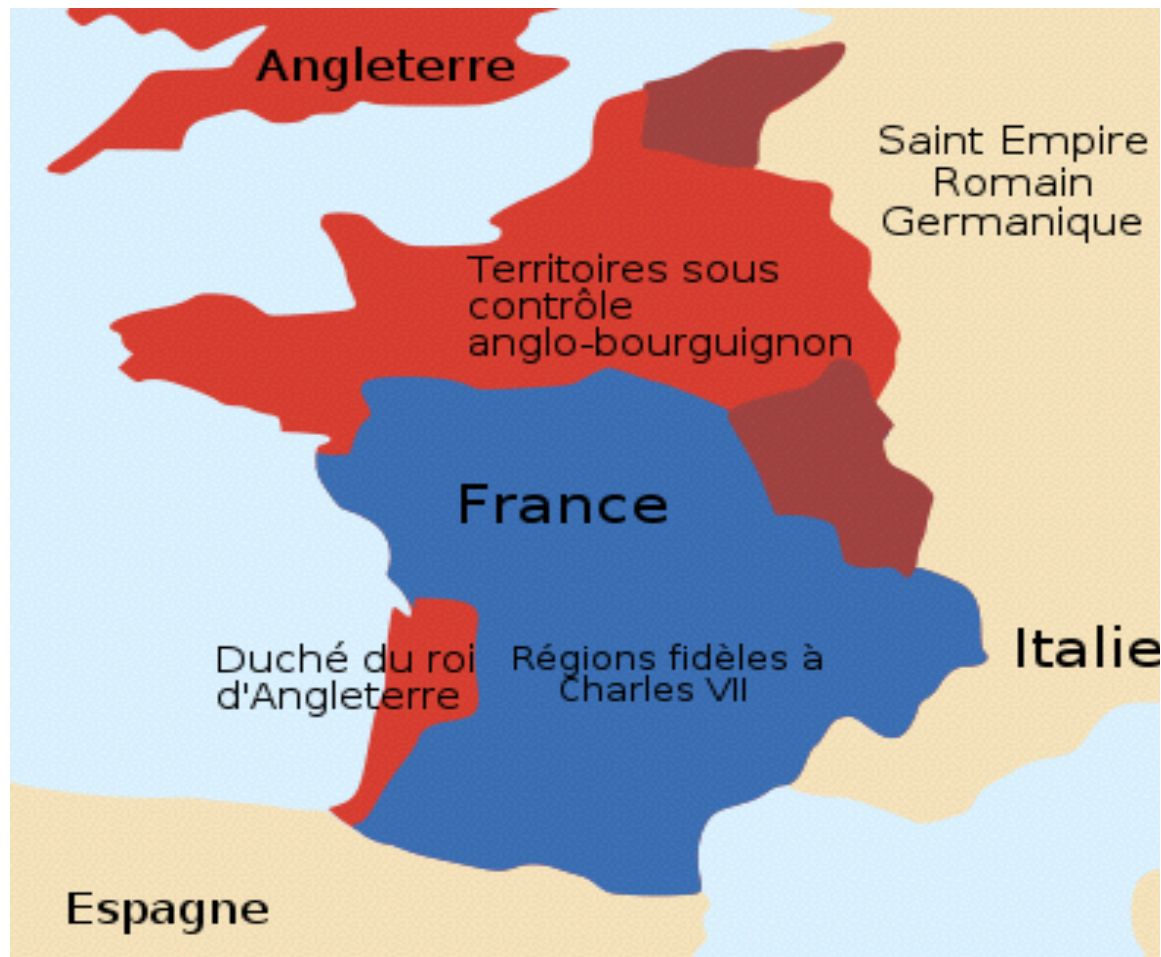 Angleterre
Saint Empire
Romain
Germanique
Territoires sous
contrôle
anglo-bourguignon
France
Italie
Duché du roi
d'Angleterre
Régions fidèles à
Charles VII
Espagne